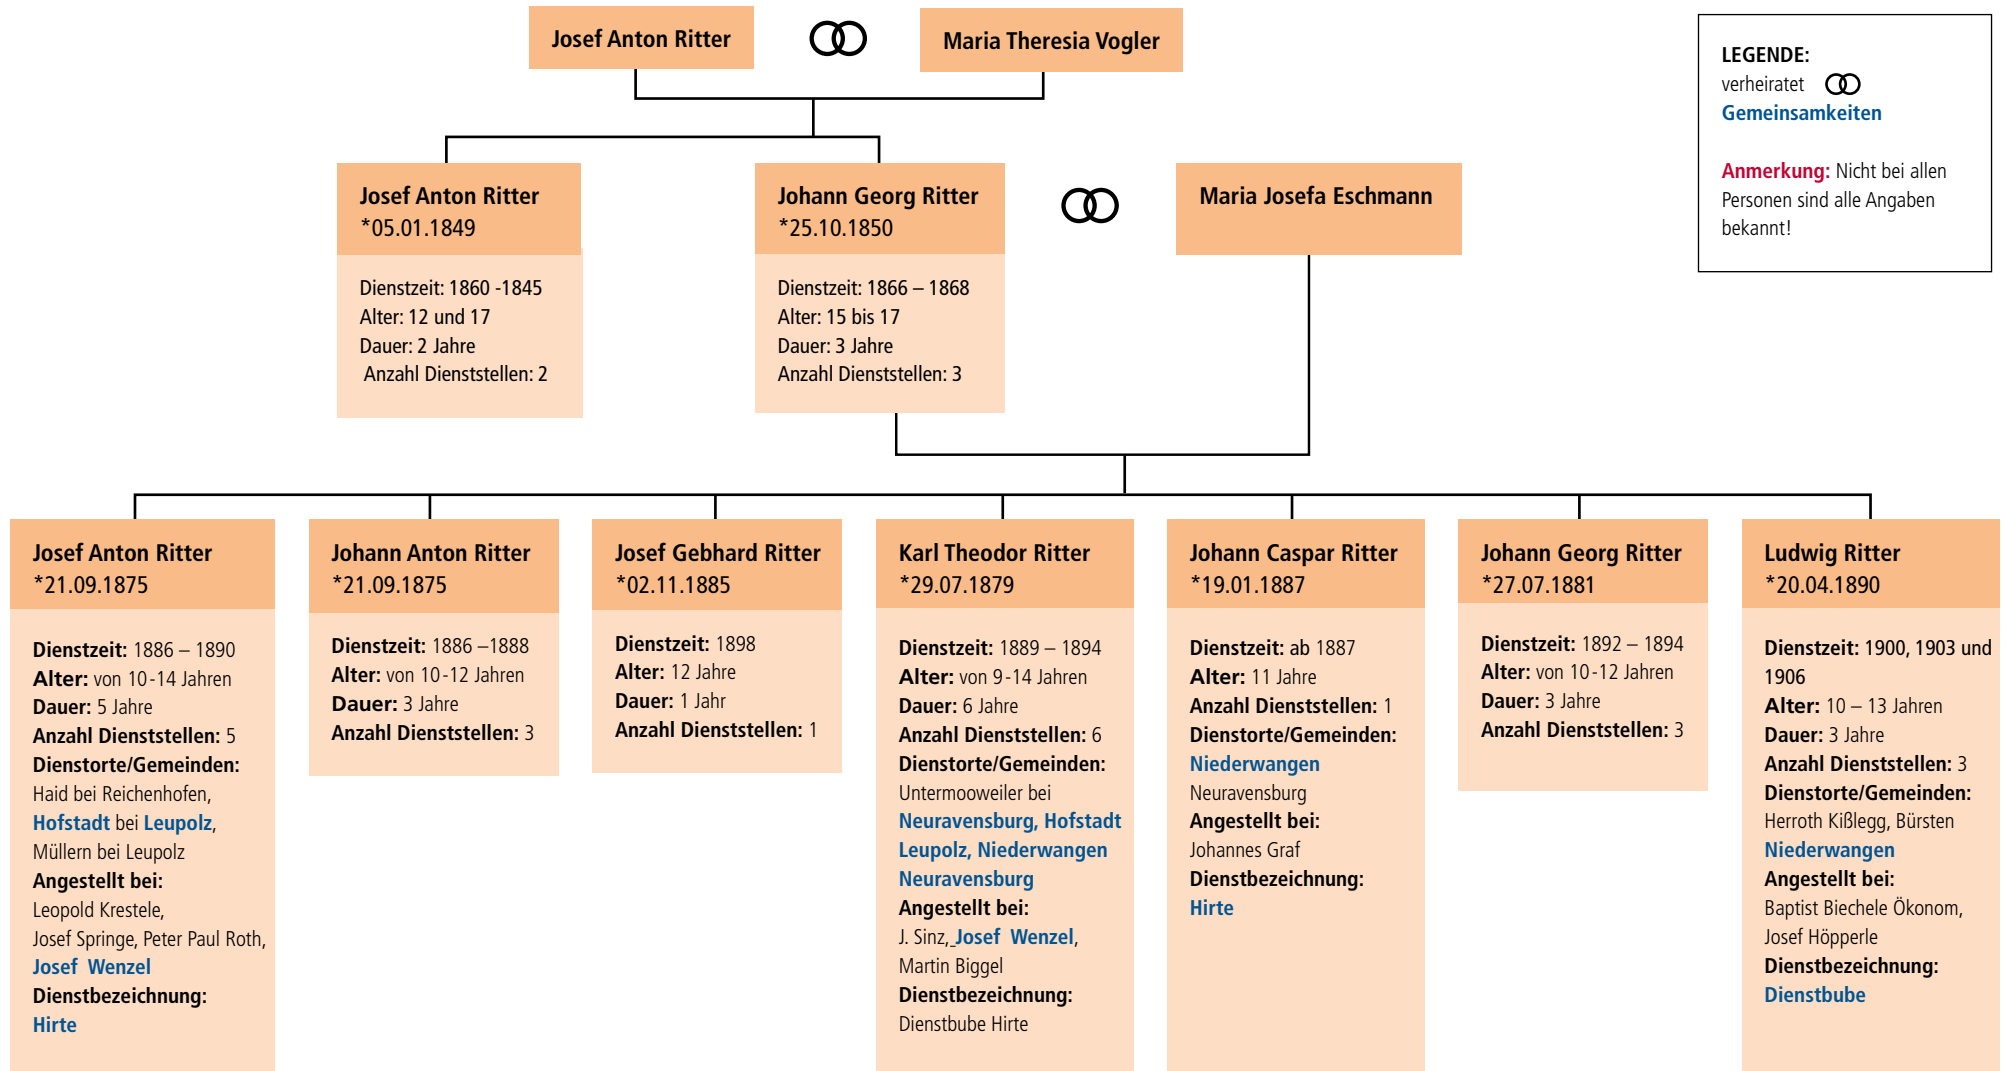 Josef Anton Ritter
Maria Theresia Vogler
LEGENDE:
verheiratet
Gemeinsamkeiten
Anmerkung: Nicht bei allen
Personen sind alle Angaben
bekannt!
Josef Anton Ritter
*05.01.1849
Dienstzeit: 1860 -1845
Alter: 12 und 17
Dauer: 2 Jahre
Anzahl Dienststellen: 2
Johann Georg Ritter
*25.10.1850
Dienstzeit: 1866 – 1868
Alter: 15 bis 17
Dauer: 3 Jahre
Anzahl Dienststellen: 3
Maria Josefa Eschmann
Josef Anton Ritter
*21.09.1875
Dienstzeit: 1886 – 1890
Alter: von 10-14 Jahren
Dauer: 5 Jahre
Anzahl Dienststellen: 5
Dienstorte/Gemeinden:
Haid bei Reichenhofen,
Hofstadt bei Leupolz,
Müllern bei Leupolz
Angestellt bei:
Leopold Krestele,
Josef Springe, Peter Paul Roth,
Josef Wenzel
Dienstbezeichnung:
Hirte
Johann Anton Ritter
*21.09.1875
Dienstzeit: 1886 –1888
Alter: von 10-12 Jahren
Dauer: 3 Jahre
Anzahl Dienststellen: 3
Josef Gebhard Ritter
*02.11.1885
Dienstzeit: 1898
Alter: 12 Jahre
Dauer: 1 Jahr
Anzahl Dienststellen: 1
Karl Theodor Ritter
*29.07.1879
Dienstzeit: 1889 – 1894
Alter: von 9-14 Jahren
Dauer: 6 Jahre
Anzahl Dienststellen: 6
Dienstorte/Gemeinden:
Untermooweiler bei
Neuravensburg, Hofstadt
Leupolz, Niederwangen
Neuravensburg
Angestellt bei:
J. Sinz, Josef Wenzel,
Martin Biggel
Dienstbezeichnung:
Dienstbube Hirte
Johann Caspar Ritter
*19.01.1887
Dienstzeit: ab 1887
Alter: 11 Jahre
Anzahl Dienststellen: 1
Dienstorte/Gemeinden:
Niederwangen
Neuravensburg
Angestellt bei:
Johannes Graf
Dienstbezeichnung:
Hirte
Johann Georg Ritter
*27.07.1881
Dienstzeit: 1892 – 1894
Alter: von 10-12 Jahren
Dauer: 3 Jahre
Anzahl Dienststellen: 3
Ludwig Ritter
*20.04.1890
Dienstzeit: 1900, 1903 und
1906
Alter: 10 – 13 Jahren
Dauer: 3 Jahre
Anzahl Dienststellen: 3
Dienstorte/Gemeinden:
Herroth Kißlegg, Bürsten
Niederwangen
Angestellt bei:
Baptist Biechele Ökonom,
Josef Höpperle
Dienstbezeichnung:
Dienstbube